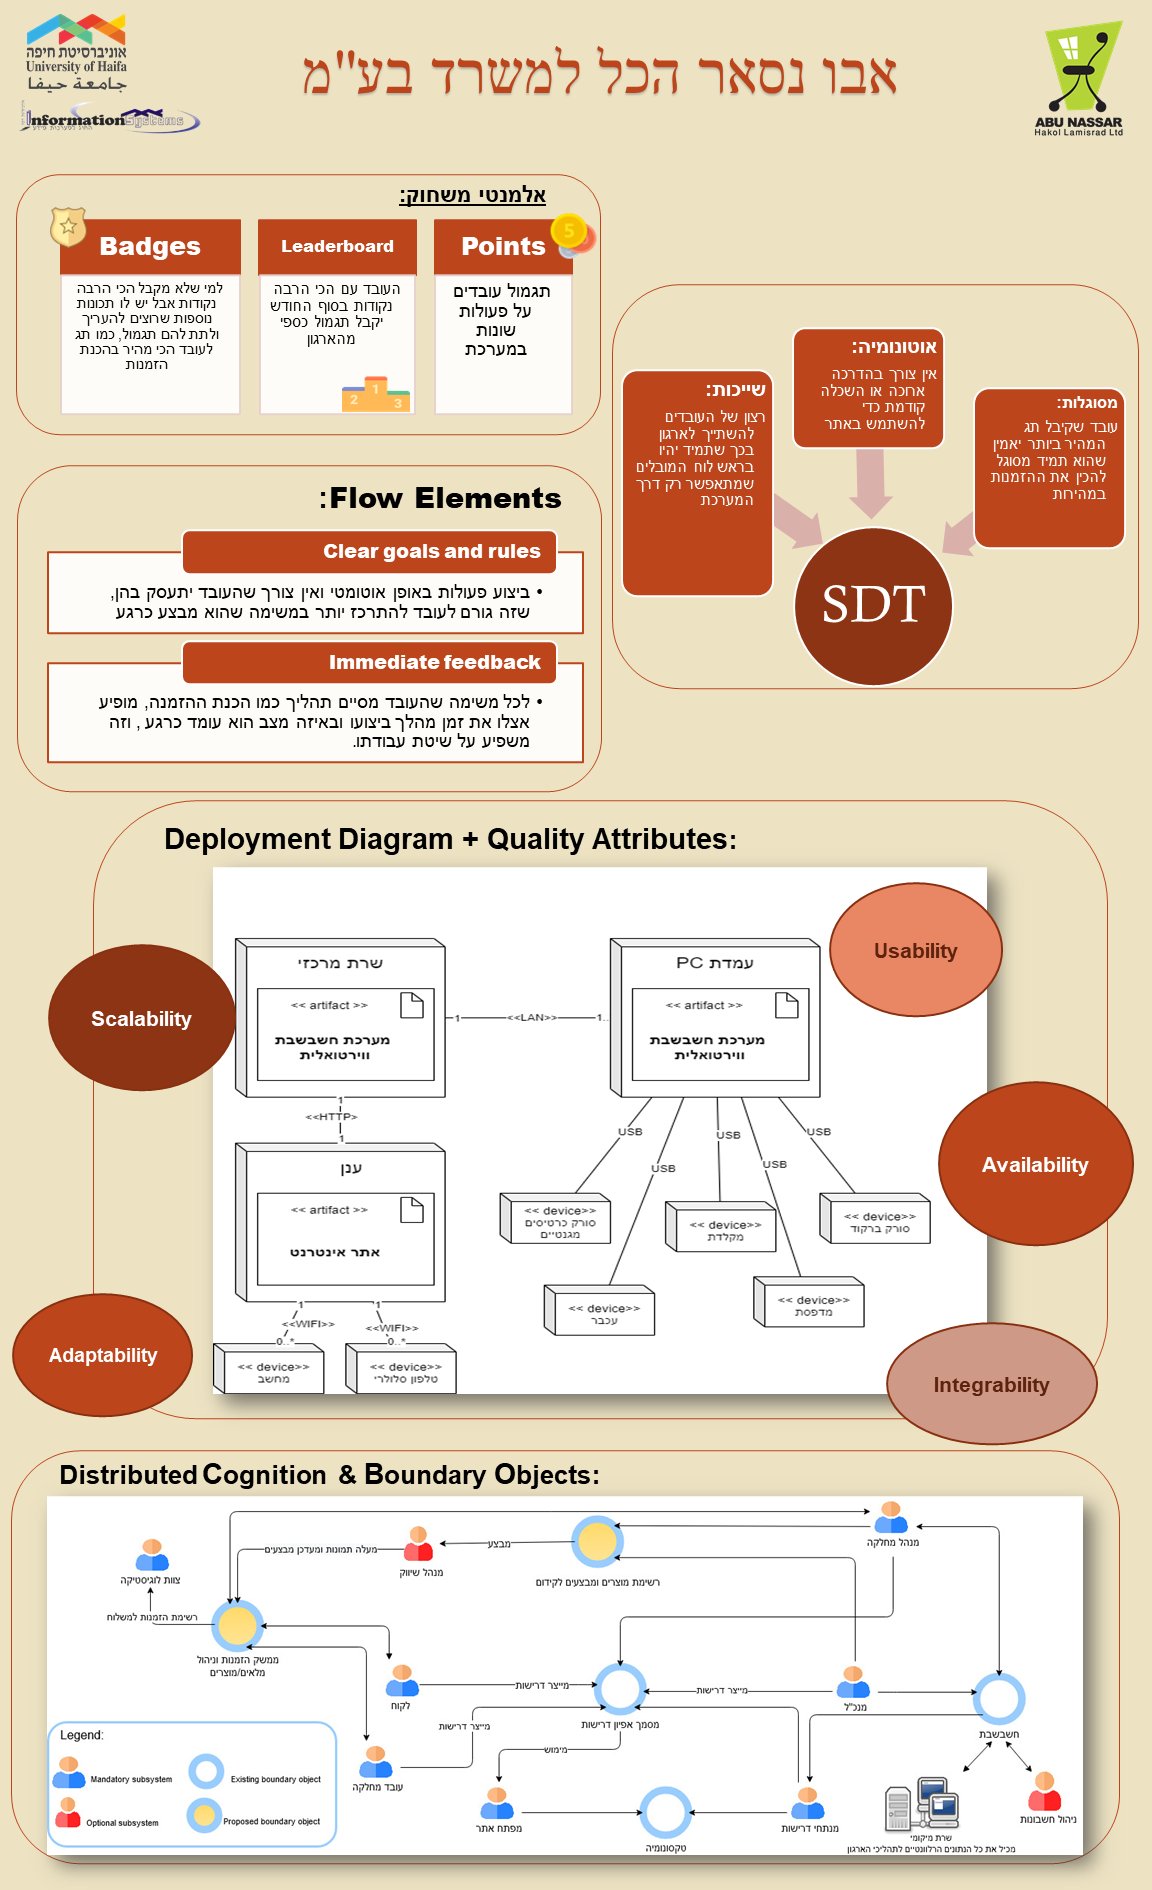 אוניברסיטת חיפה
University of Haifa
جامعة حيفا
Information Systems
אבו נסאר הכל למשרד בע"מ
ABU NASSAR
Hakol Lamisrad Ltd
אלמנטי משחוק:
Badges
למי שלא מקבל הכי הרבה
נקודות אבל יש לו תכונות
נוספות שרוצים להעריך
ולתת להם תגמול, כמו תג
לעובד הכי מהיר בהכנת
הזמנות
Leaderboard
העובד עם הכי הרבה
נקודות בסוף החודש
יקבל תגמול כספי
מהארגון
1
2
3
Points
5
תגמול עובדים
על פעולות
שונות
במערכת
שייכות:
רצון של העובדים
להשתייך לארגון
בכך שתמיד יהיו
בראש לוח המובלים
שמתאפשר רק דרך
המערכת
אוטונומיה:
אין צורך בהדרכה
ארוכה או השכלה
קודמת כדי
להשתמש באתר
מסוגלות:
עובד שקיבל תג
המהיר ביותר יאמין
שהוא תמיד מסוגל
להכין את ההזמנות
במהירות
SDT
Flow Elements:
Clear goals and rules
• ביצוע פעולות באופן אוטומטי ואין צורך שהעובד יתעסק בהן,
שזה גורם לעובד להתרכז יותר במשימה שהוא מבצע כרגע
Immediate feedback
• לכל משימה שהעובד מסיים תהליך כמו הכנת ההזמנה, מופיע
אצלו את זמן מהלך ביצועו ובאיזה מצב הוא עומד כרגע , וזה
משפיע על שיטת עבודתו.
Deployment Diagram + Quality Attributes:
Scalability
Usability
Availability
Adaptability
Integrability
שרת מרכזי
<< artifact >>
מערכת חשבשבת
ווירטואלית
1
<<LAN>>
1..
עמדת PC
<< artifact >>
מערכת חשבשבת
ווירטואלית
1
<<HTTP>
1
ענן
<< artifact >>
אתר אינטרנט
1
<<WIFI>>
0..*
1
<<WIFI>>
0..*
<< device>>
מחשב
<< device>>
טלפון סלולרי
USB
USB
USB
USB
USB
<< device>>
סורק כרטיסים
מגנטיים
<< device>>
מקלדת
<< device>>
סורק ברקוד
<< device>>
עכבר
<< device>>
מדפסת
Distributed Cognition & Boundary Objects:
מנהל מחלקה
צוות לוגיסטיקה
מעלה תמונות ומעדכן מבצעים
מנהל שיווק
מבצע
רשימת מוצרים ומבצעים לקידום
רשימת הזמנות למשלוח
ממשק הזמנות וניהול
מלאים/מוצרים
לקוח
מייצר דרישות
מסמך אפיון דרישות
מייצר דרישות
מנכ"ל
חשבשבת
מייצר דרישות
עובד מחלקה
מימוש
מפתח אתר
טקסונומיה
מנתחי דרישות
שרת מיקומי
מכיל את כל הנתונים הרלוונטיים לתהליכי הארגון
ניהול חשבונות
Legend:
Mandatory subsystem
Existing boundary object
Optional subsystem
Proposed boundary object